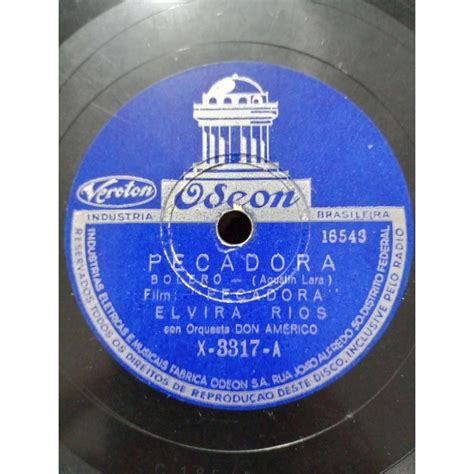 Veroton
Odeon
INDUSTRIA
BRASILEIRA
16543
PECADORA
BOLERO - (Agustin Lara)
Film: "PECADORA"
ELVIRA RIOS
con Orquesta DON AMÉRICO
X-3317-A
INDUSTRIAS ELETRICAS E MUSICAIS FABRICA ODEON S.A. RUA JOÃO ALFREDO 50, DISTRITO FEDERAL
RESERVADOS TODOS OS DIREITOS DE REPRODUÇÃO DESTE DISCO, INCLUSIVE PELO RADIO